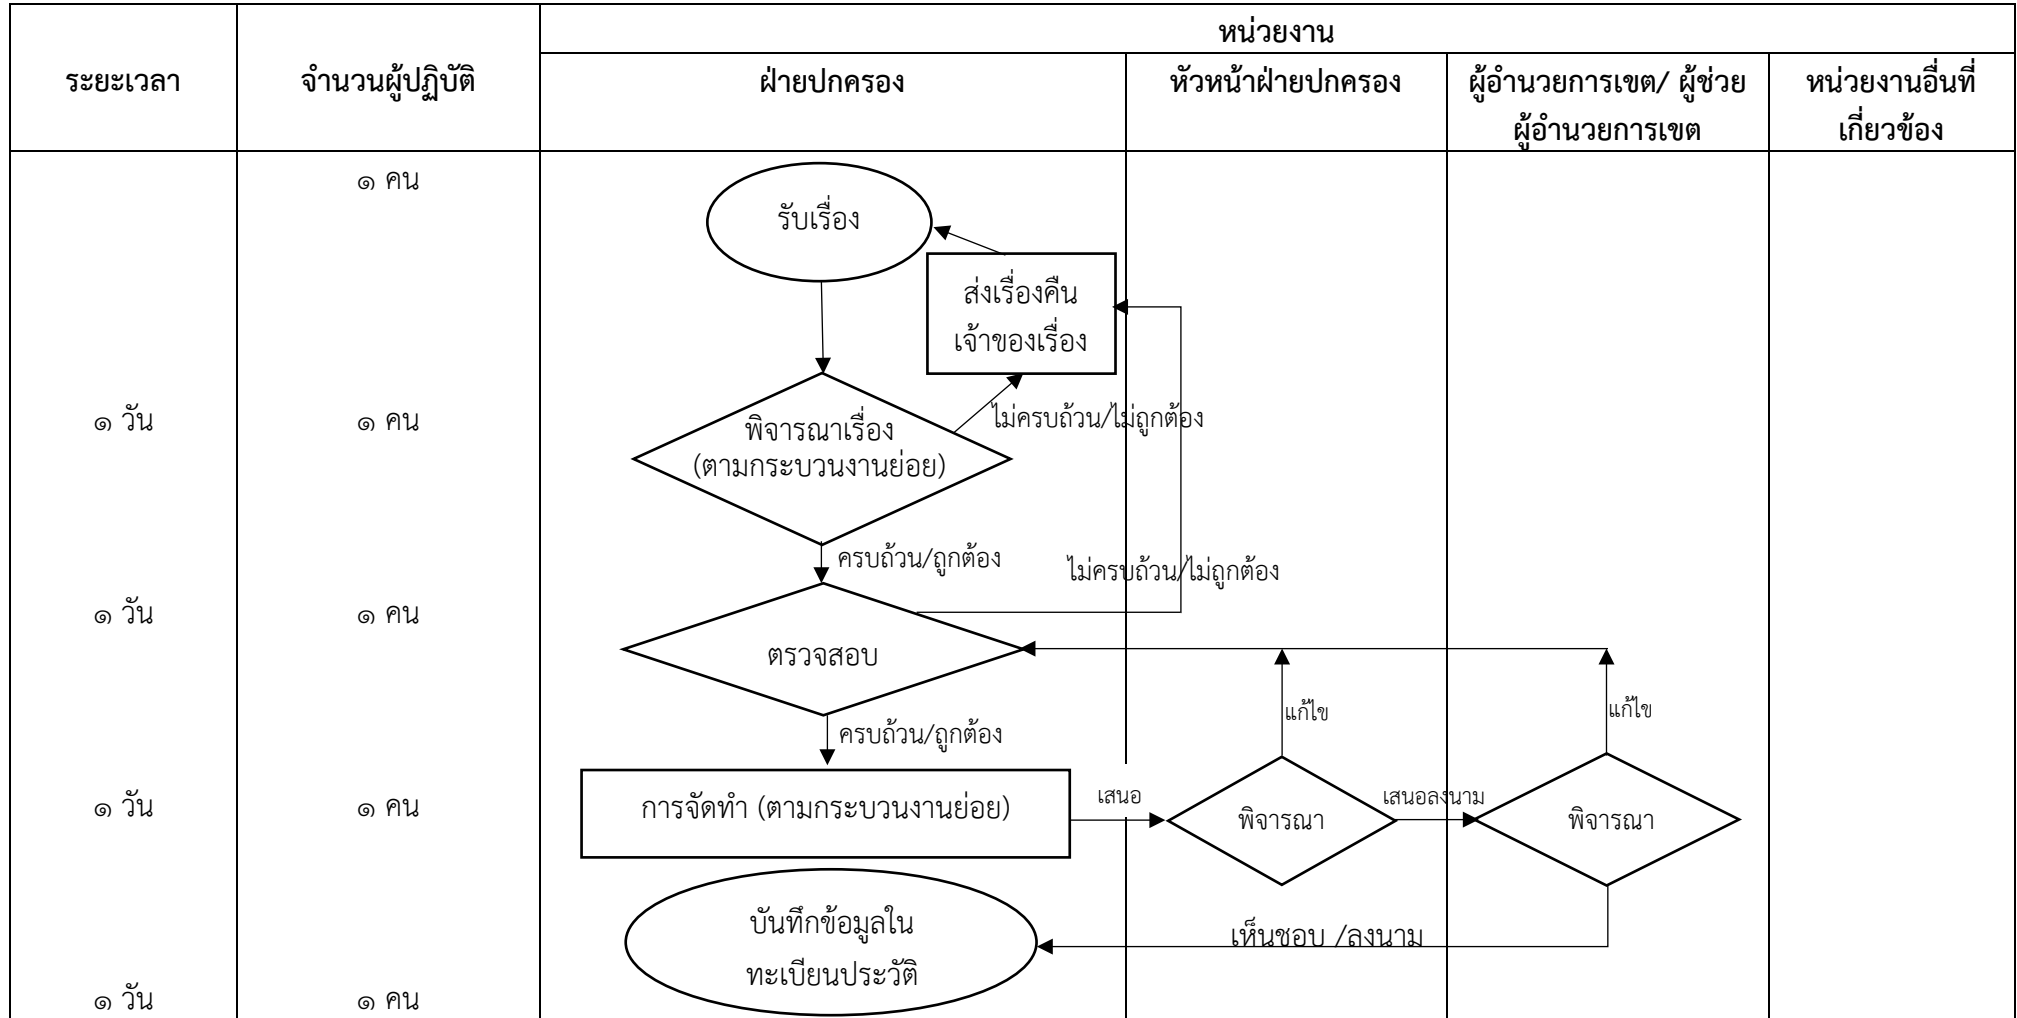 หน่วยงาน
ระยะเวลา
จำนวนผู้ปฏิบัติ
ฝ่ายปกครอง
หัวหน้าฝ่ายปกครอง
ผู้อำนวยการเขต/ ผู้ช่วย
ผู้อำนวยการเขต
หน่วยงานอื่นที่
เกี่ยวข้อง
๑ คน
รับเรื่อง
ส่งเรื่องคืน
เจ้าของเรื่อง
๑ วัน
๑ คน
พิจารณาเรื่อง
(ตามกระบวนงานย่อย)
ไม่ครบถ้วน/ไม่ถูกต้อง
ครบถ้วน/ถูกต้อง
ไม่ครบถ้วน/ไม่ถูกต้อง
๑ วัน
๑ คน
ตรวจสอบ
ครบถ้วน/ถูกต้อง
แก้ไข
แก้ไข
๑ วัน
๑ คน
การจัดทำ (ตามกระบวนงานย่อย)
เสนอ
พิจารณา
เสนอลงนาม
พิจารณา
บันทึกข้อมูลใน
ทะเบียนประวัติ
เห็นชอบ /ลงนาม
๑ วัน
๑ คน